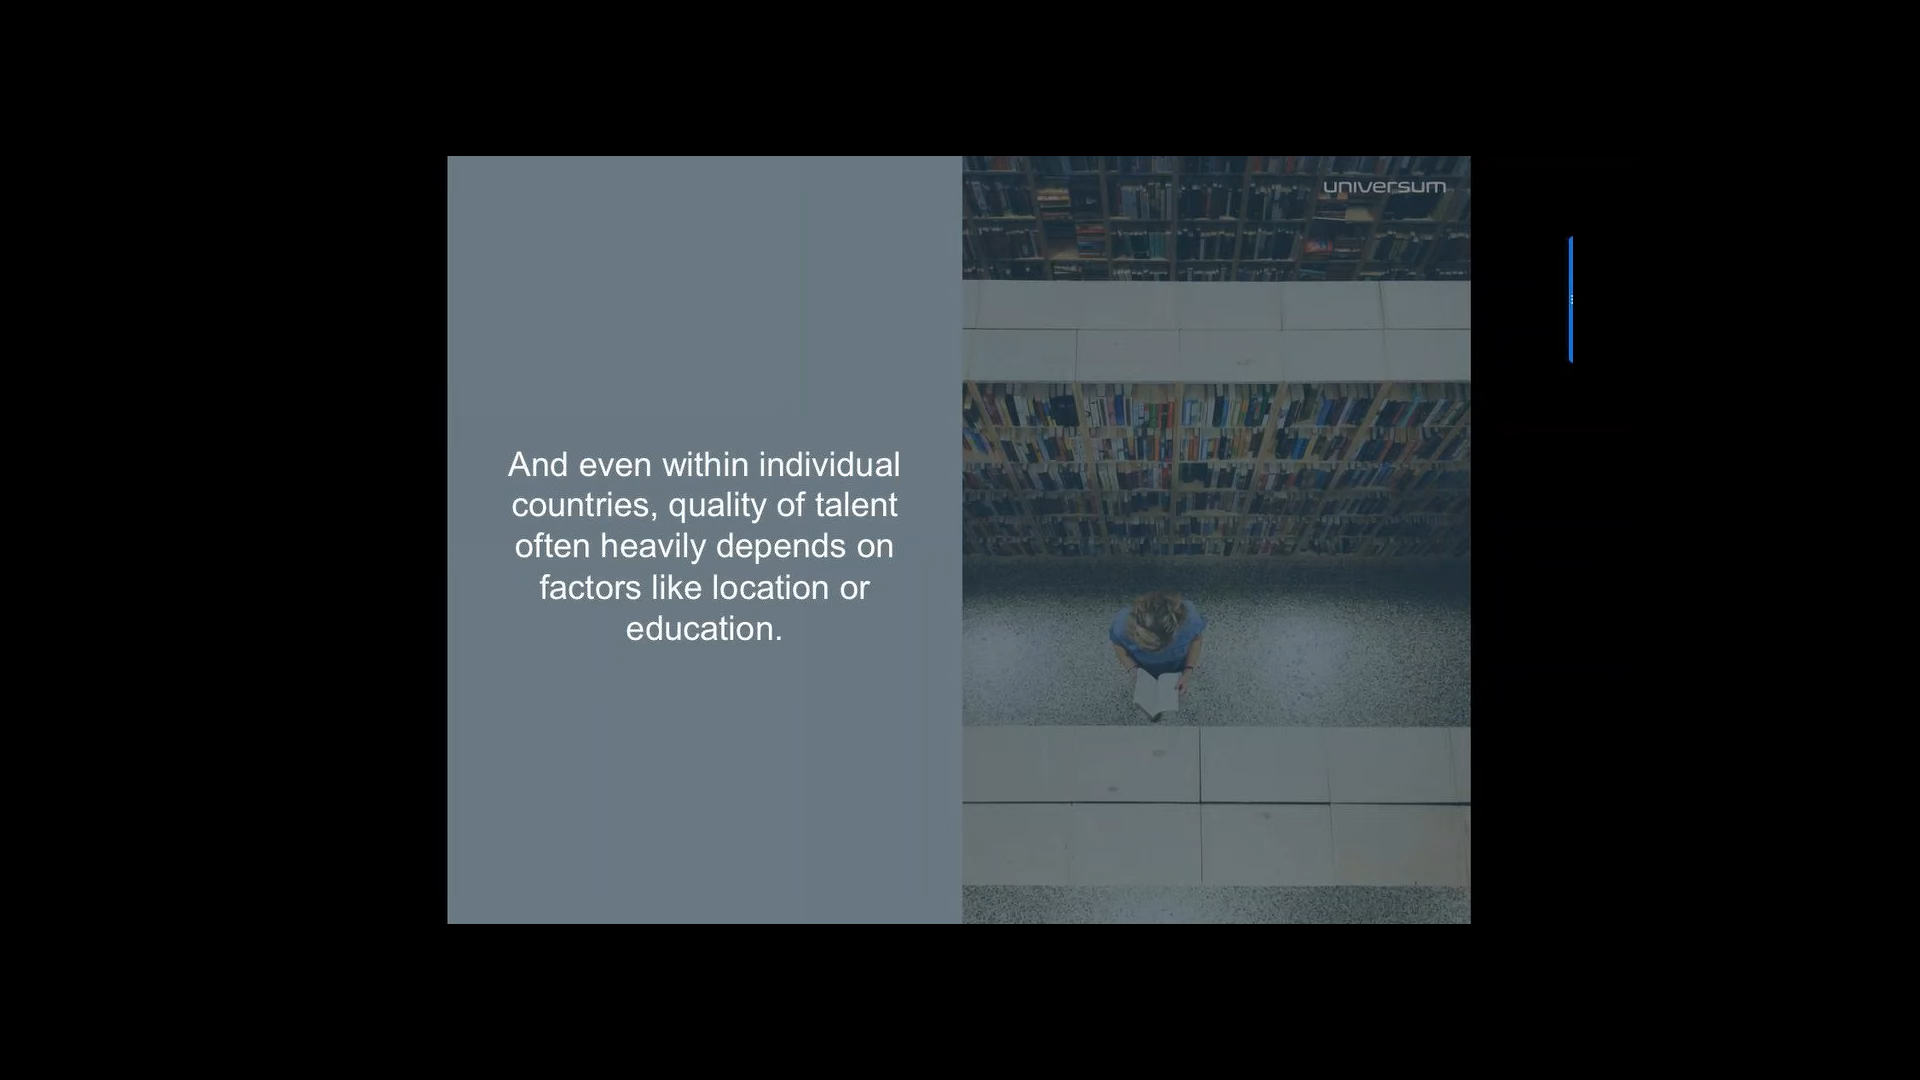 universum
And even within individual
countries, quality of talent
often heavily depends on
factors like location or
education.